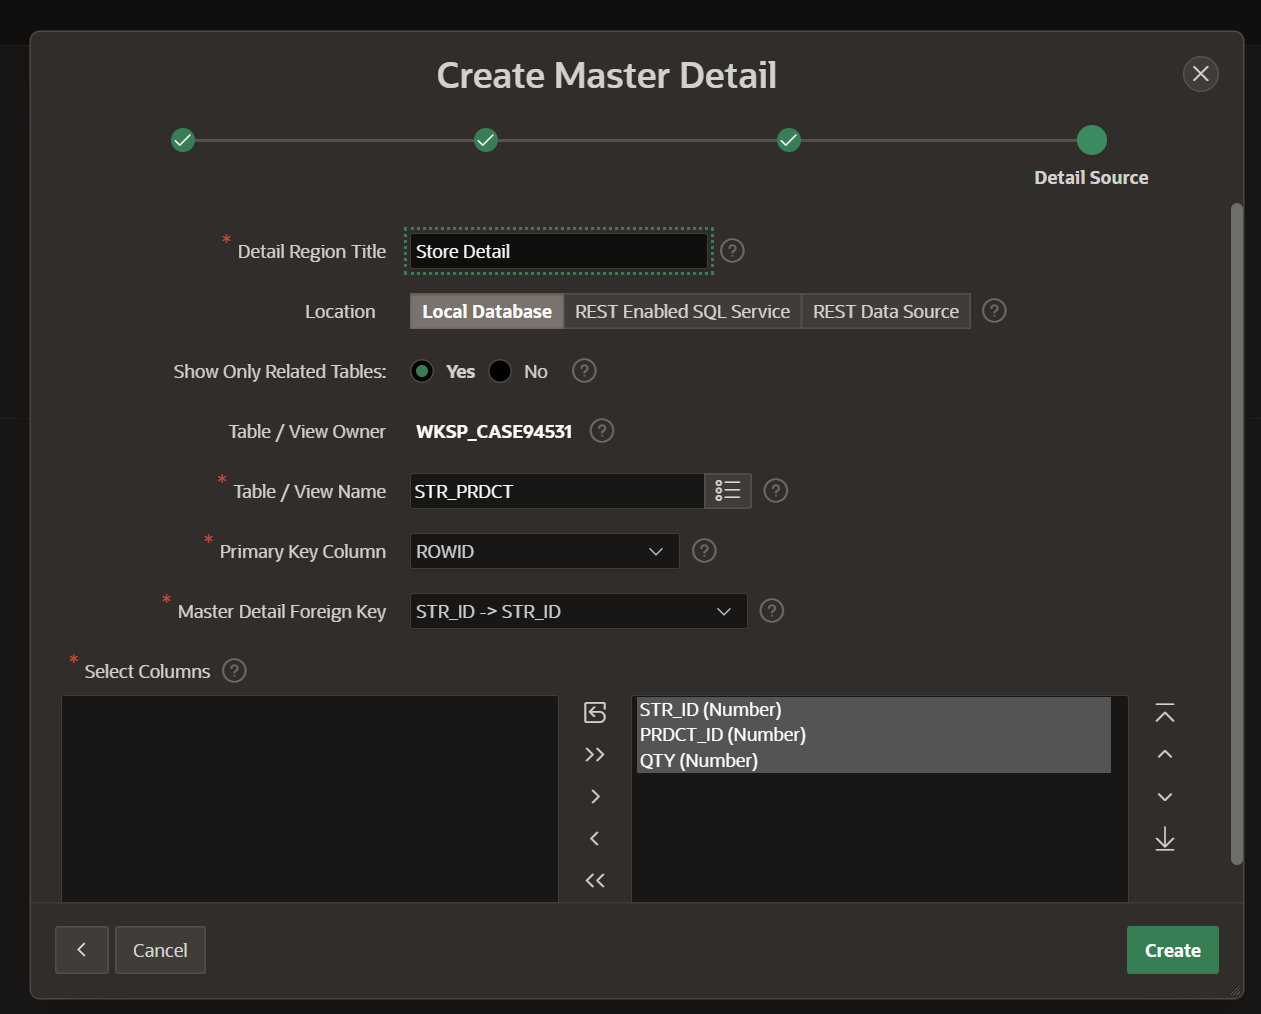 Create Master Detail
Detail Source
* Detail Region Title Store Detail ?
Location Local Database REST Enabled SQL Service REST Data Source ?
Show Only Related Tables: Yes No ?
Table / View Owner WKSP_CASE94531 ?
* Table / View Name STR_PRDCT ?
* Primary Key Column ROWID ?
* Master Detail Foreign Key STR_ID -> STR_ID ?
* Select Columns ?
STR_ID (Number)
PRDCT_ID (Number)
QTY (Number)
Cancel Create